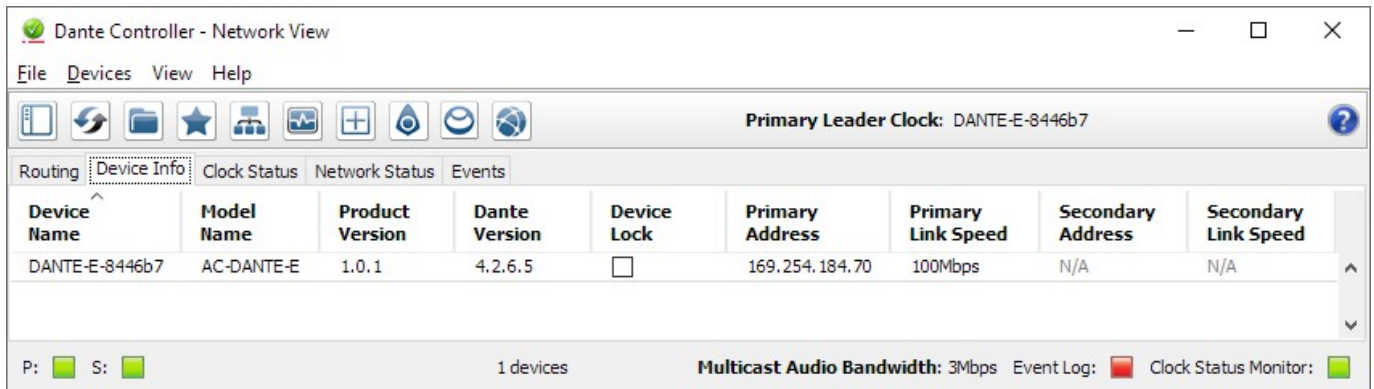 Dante Controller - Network View
File Devices View Help
Primary Leader Clock: DANTE-E-8446b7
Routing Device Info Clock Status Network Status Events
Device Name Model Name Product Version Dante Version Device Lock Primary Address Primary Link Speed Secondary Address Secondary Link Speed
DANTE-E-8446b7 AC-DANTE-E 1.0.1 4.2.6.5 169.254.184.70 100Mbps N/A N/A
P: S: 1 devices Multicast Audio Bandwidth: 3Mbps Event Log: Clock Status Monitor: